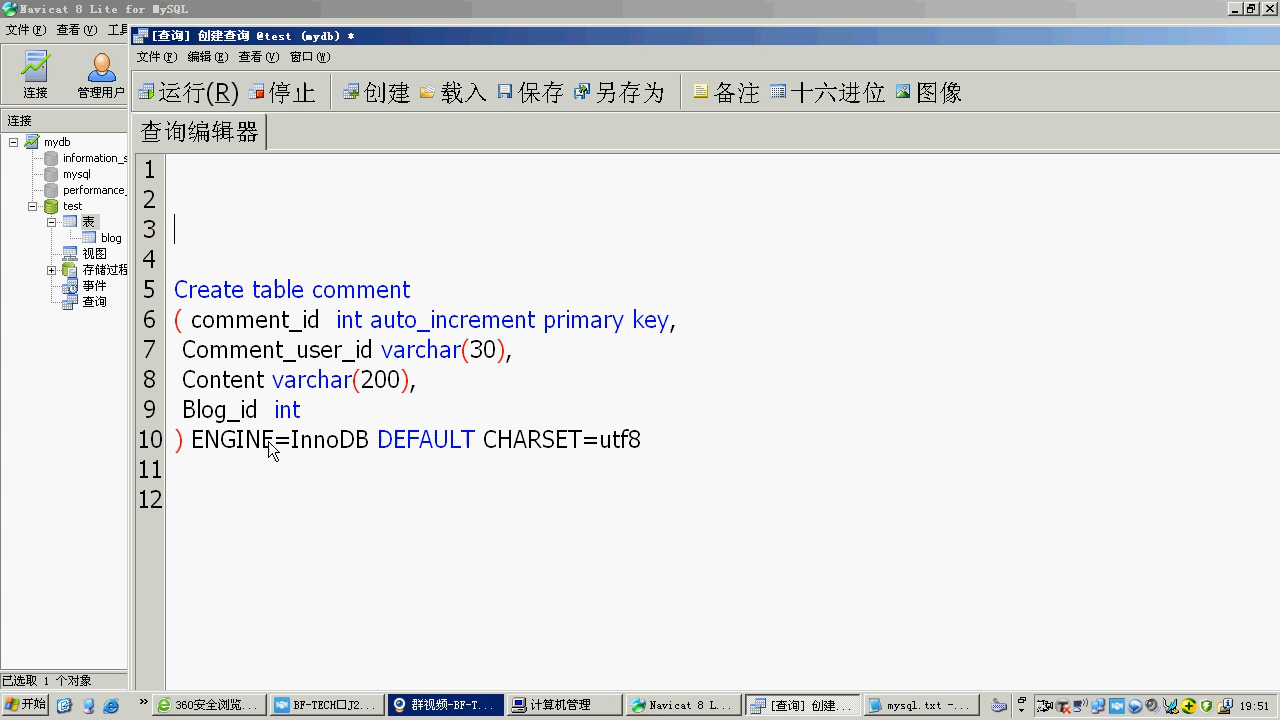 Navicat 8 Lite for MySQL
文件(F) 查看(V) 工具
连接 管理用户
连接
mydb
information_s
mysql
performance_
test
表
blog
视图
存储过程
事件
查询
已选取 1 个对象
[查询] 创建查询 @test (mydb) *
文件(F) 编辑(E) 查看(V) 窗口(W)
运行(R) 停止 创建 载入 保存 另存为 备注 十六进位 图像
查询编辑器
1
2
3
4
5 Create table comment
6 ( comment_id int auto_increment primary key,
7 Comment_user_id varchar(30),
8 Content varchar(200),
9 Blog_id int
10 ) ENGINE=InnoDB DEFAULT CHARSET=utf8
11
12
开始 » 360安全浏览... BF-TECH口J2... 群视频-BF-T... 计算机管理 Navicat 8 L... [查询] 创建... mysql.txt -... 19:51